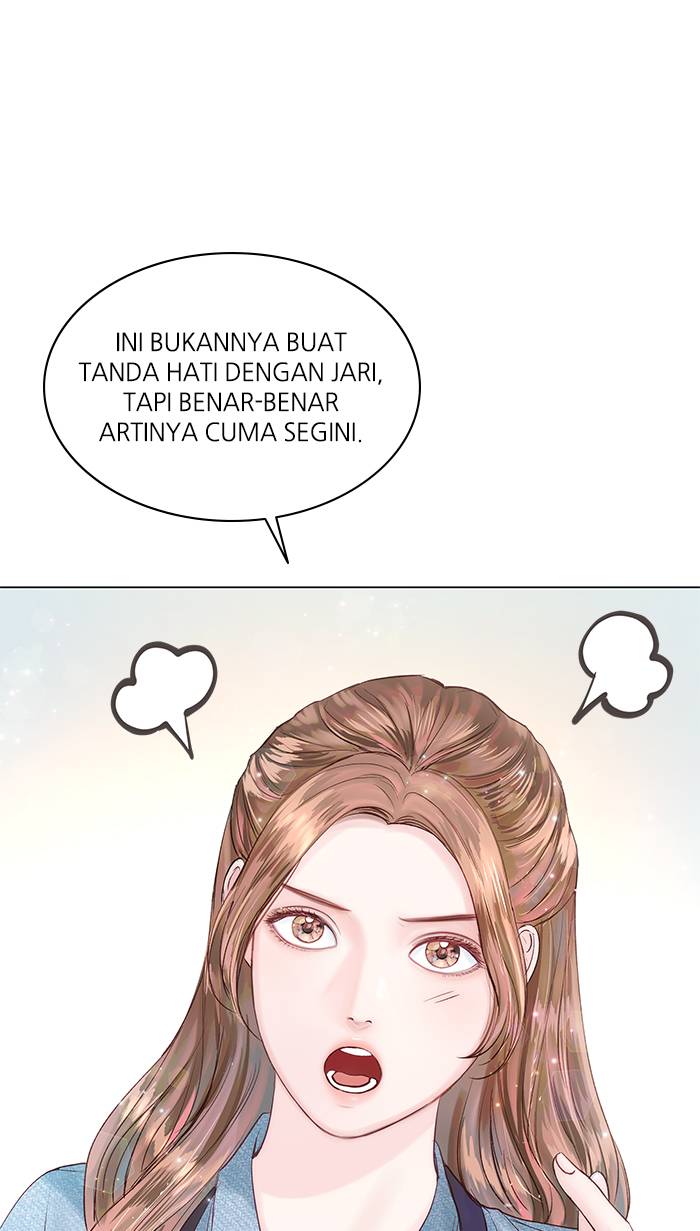 INI BUKANNYA BUAT
TANDA HATI DENGAN JARI,
TAPI BENAR-BENAR
ARTINYA CUMA SEGINI.